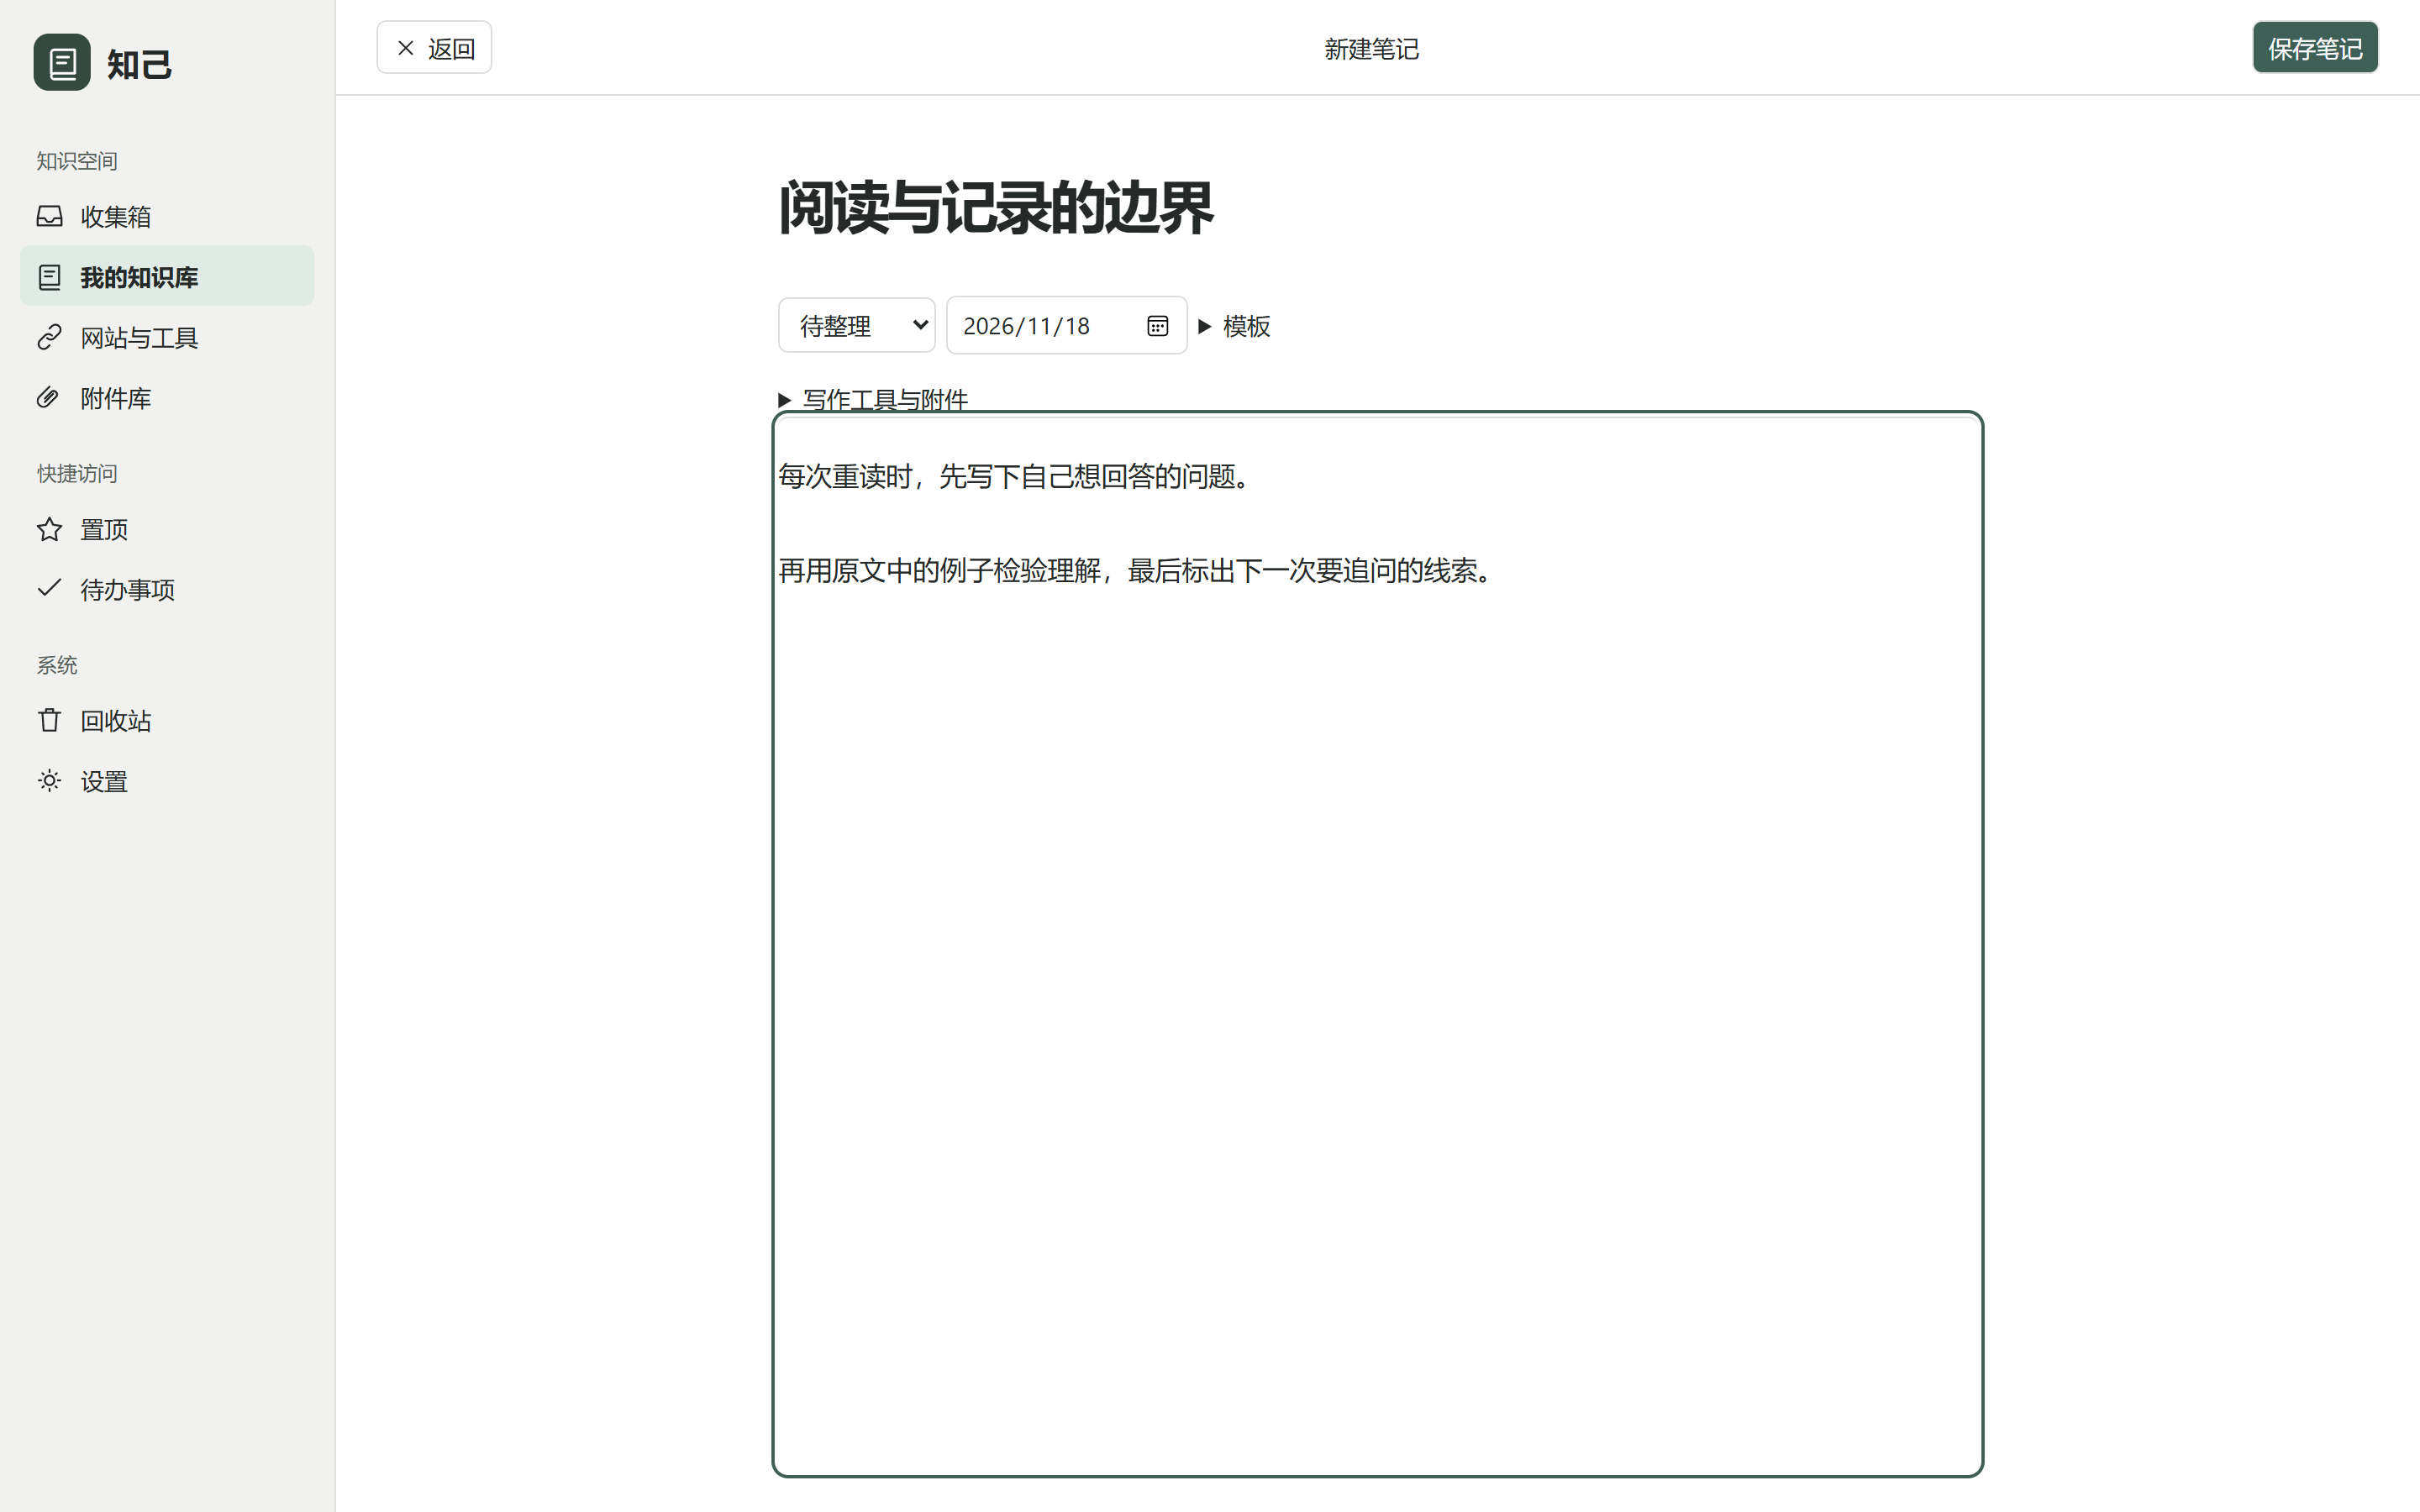 知己
知识空间
收集箱
我的知识库
网站与工具
附件库
快捷访问
置顶
待办事项
系统
回收站
设置
返回
新建笔记
保存笔记
阅读与记录的边界
待整理
2026/11/18
模板
写作工具与附件
每次重读时，先写下自己想回答的问题。
再用原文中的例子检验理解，最后标出下一次要追问的线索。